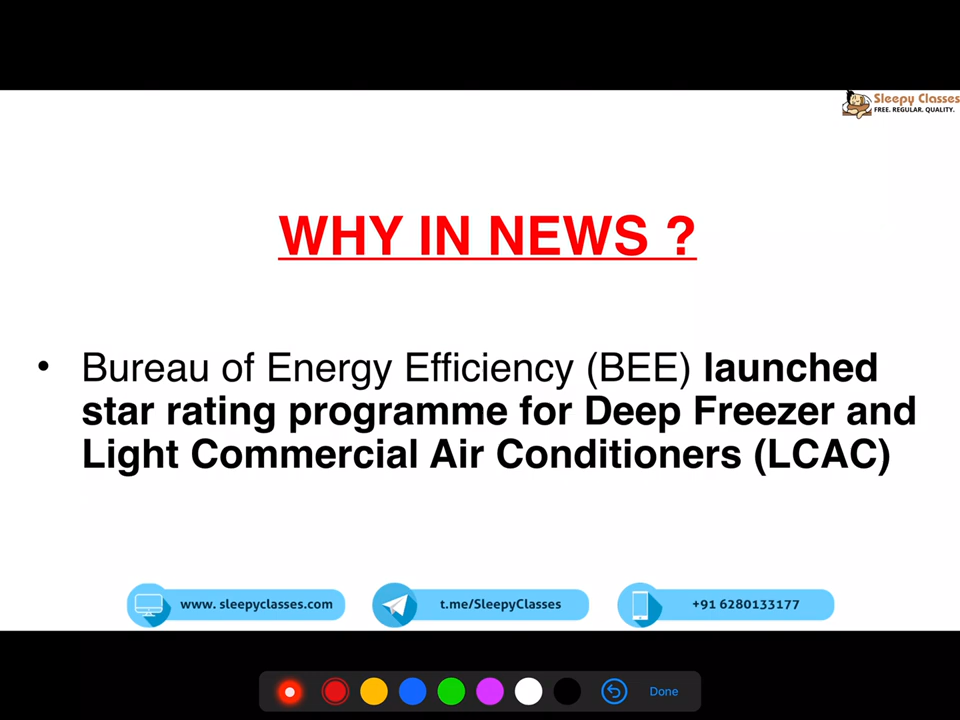 Sleepy Classes
FREE. REGULAR. QUALITY.
WHY IN NEWS ?
• Bureau of Energy Efficiency (BEE) launched
star rating programme for Deep Freezer and
Light Commercial Air Conditioners (LCAC)
www. sleepyclasses.com
t.me/SleepyClasses
+91 6280133177
Done